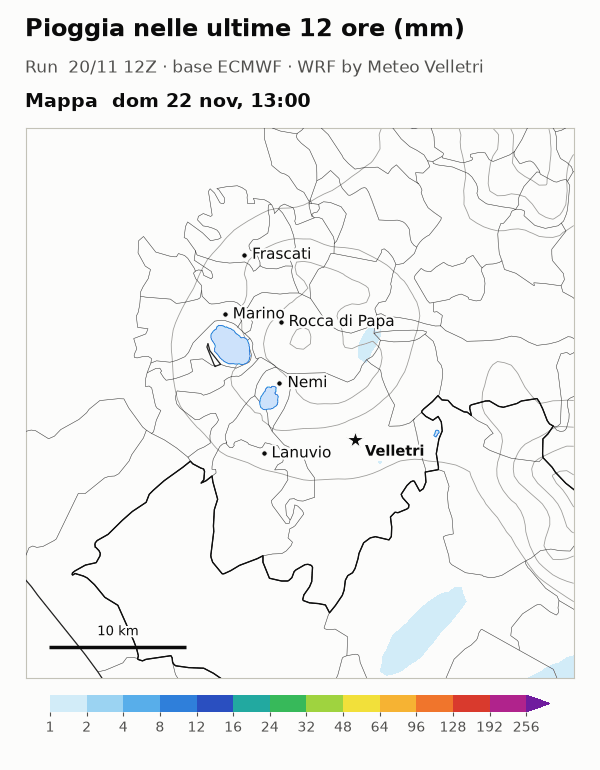 Pioggia nelle ultime 12 ore (mm)
Run  20/11 12Z · base ECMWF · WRF by Meteo Velletri
Mappa  dom 22 nov, 13:00
Frascati
Marino
Rocca di Papa
Nemi
Velletri
Lanuvio
10 km
1 2 4 8 12 16 24 32 48 64 96 128 192 256